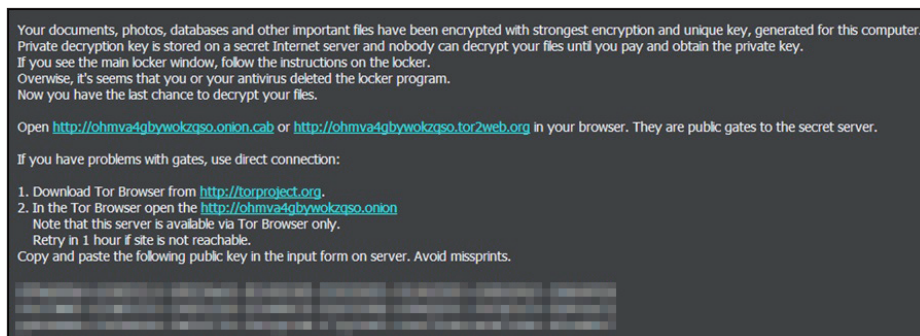 Your documents, photos, databases and other important files have been encrypted with strongest encryption and unique key, generated for this computer.
Private decryption key is stored on a secret Internet server and nobody can decrypt your files until you pay and obtain the private key.
If you see the main locker window, follow the instructions on the locker.
Overwise, it's seems that you or your antivirus deleted the locker program.
Now you have the last chance to decrypt your files.
Open http://ohmva4gbywokzqso.onion.cab or http://ohmva4gbywokzqso.tor2web.org in your browser. They are public gates to the secret server.
If you have problems with gates, use direct connection:
1. Download Tor Browser from http://torproject.org.
2. In the Tor Browser open the http://ohmva4gbywokzqso.onion
Note that this server is available via Tor Browser only.
Retry in 1 hour if site is not reachable.
Copy and paste the following public key in the input form on server. Avoid missprints.